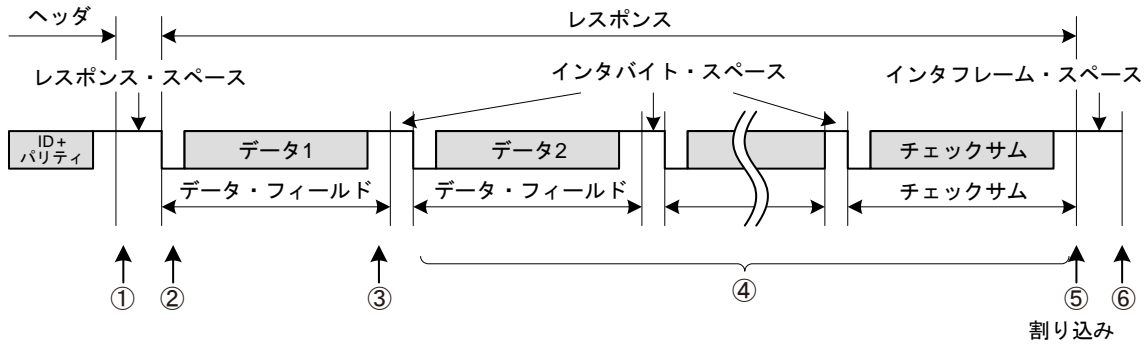 ヘッダ
レスポンス
レスポンス・スペース
インタバイト・スペース
インタフレーム・スペース
ID+
パリティ
データ1
データ2
チェックサム
データ・フィールド
データ・フィールド
チェックサム
①
②
③
④
⑤
⑥
割り込み